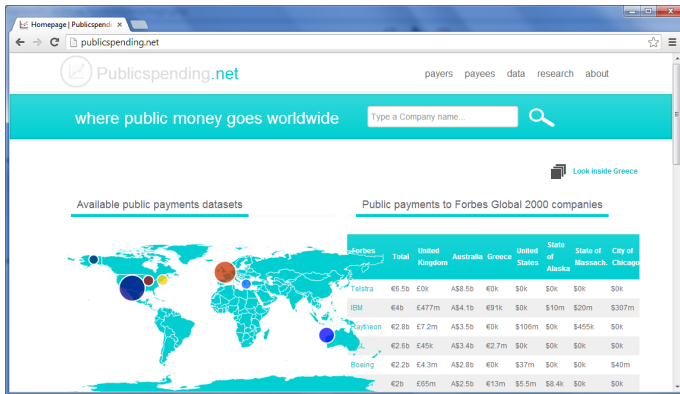 Homepage | Publicspendi
publicspending.net
Publicspending.net
payers payees data research about
where public money goes worldwide
Type a Company name...
Look inside Greece
Available public payments datasets
Public payments to Forbes Global 2000 companies
Forbes Total United Kingdom Australia Greece United States State of Alaska State of Massach. City of Chicago
Telstra €6.5b £0k A$8.5b €0k $0k $0k $0k $0k
IBM €4b £477m A$4.1b €91k $0k $10m $20m $307m
Raytheon €2.8b £7.2m A$3.5b €0k $106m $0k $455k $0k
€2.6b £45k A$3.4b €2.7m $0k $0k $0k $0k
Boeing €2.2b £4.3m A$2.8b €0k $37m $0k $0k $40m
€2b £65m A$2.5b €13m $5.5m $8.4k $0k $0k